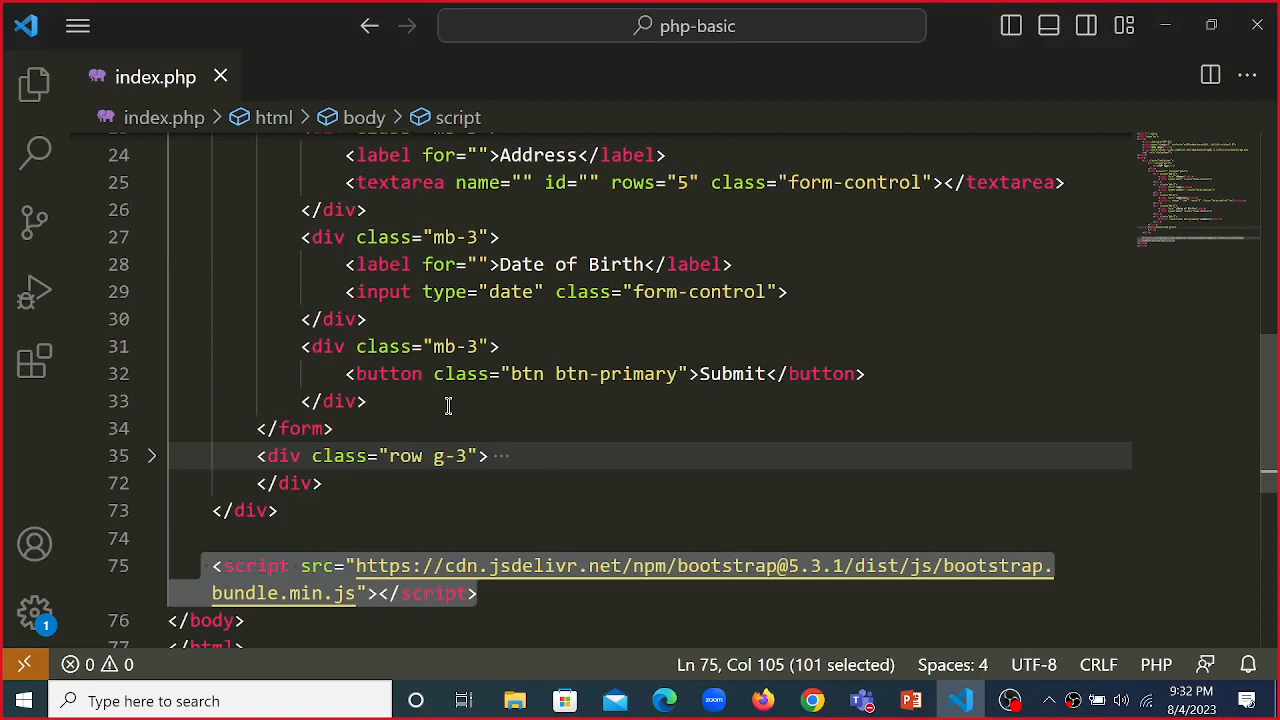 php-basic
index.php
index.php > html > body > script
24 <label for="">Address</label>
25 <textarea name="" id="" rows="5" class="form-control"></textarea>
26 </div>
27 <div class="mb-3">
28 <label for="">Date of Birth</label>
29 <input type="date" class="form-control">
30 </div>
31 <div class="mb-3">
32 <button class="btn btn-primary">Submit</button>
33 </div>
34 </form>
35 <div class="row g-3"> ...
72 </div>
73 </div>
74
75 <script src="https://cdn.jsdelivr.net/npm/bootstrap@5.3.1/dist/js/bootstrap.
bundle.min.js"></script>
76 </body>
77 </html>
1
0 0 Ln 75, Col 105 (101 selected) Spaces: 4 UTF-8 CRLF PHP
Type here to search
zoom
9:32 PM
8/4/2023